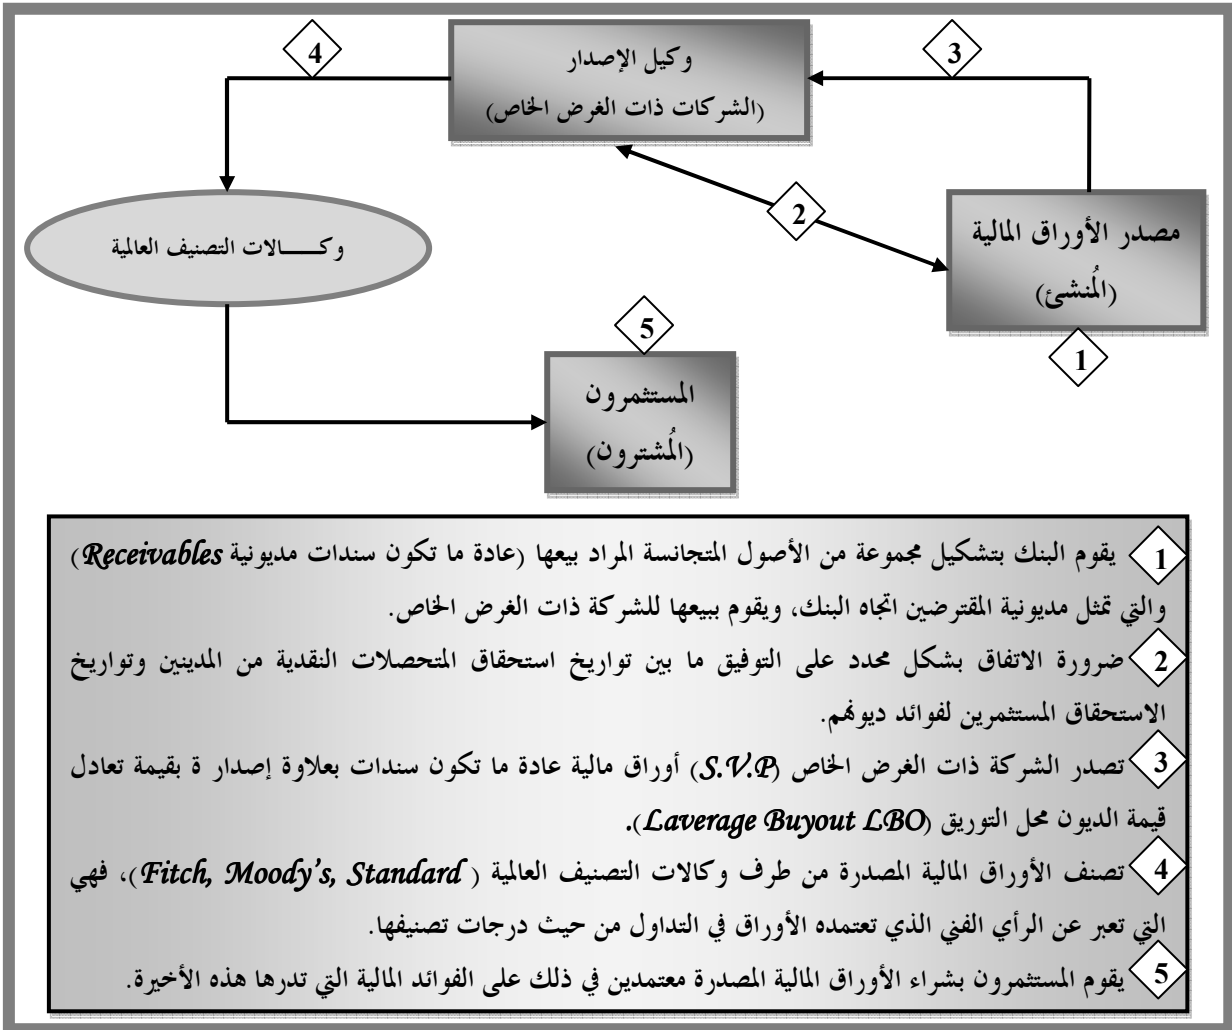 4
وكيل الإصدار
(الشركات ذات الغرض الخاص)
3
2
مصدر الأوراق المالية
(المُنشئ)
1
وكـــــالات التصنيف العالمية
5
المستثمرون
(المُشترون)
1 يقوم البنك بتشكيل مجموعة من الأصول المتجانسة المراد بيعها (عادة ما تكون سندات مديونية Receivables)
والتي تمثل مديونية المقترضين اتجاه البنك، ويقوم ببيعها للشركة ذات الغرض الخاص.
2 ضرورة الاتفاق بشكل محدد على التوفيق ما بين تواريخ استحقاق المتحصلات النقدية من المدينين وتواريخ
الاستحقاق المستثمرين لفوائد ديونهم.
3 تصدر الشركة ذات الغرض الخاص (S.V.P) أوراق مالية عادة ما تكون سندات بعلاوة إصدار ة بقيمة تعادل
قيمة الديون محل التوريق (Laverage Buyout LBO).
4 تصنف الأوراق المالية المصدرة من طرف وكالات التصنيف العالمية ( Fitch, Moody's, Standard)، فهي
التي تعبر عن الرأي الفني الذي تعتمده الأوراق في التداول من حيث درجات تصنيفها.
5 يقوم المستثمرون بشراء الأوراق المالية المصدرة معتمدين في ذلك على الفوائد المالية التي تدرها هذه الأخيرة.